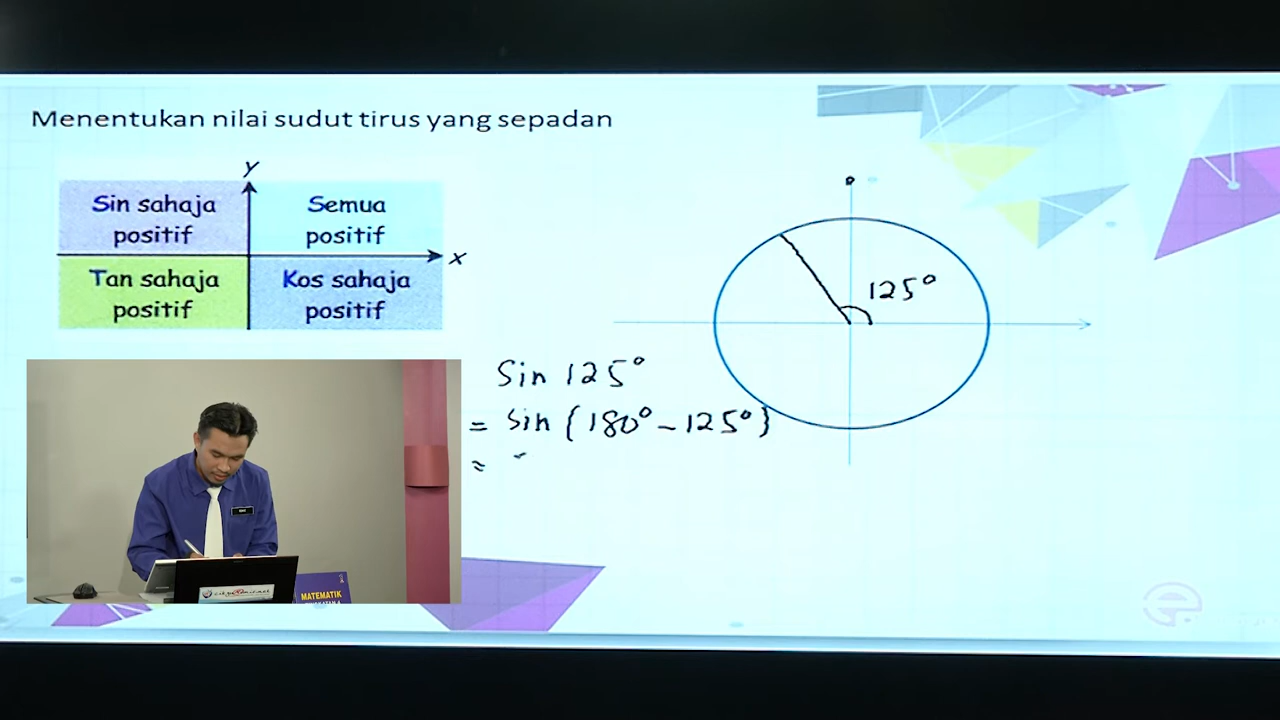 Menentukan nilai sudut tirus yang sepadan
y
Sin sahaja positif
Semua positif
x
Tan sahaja positif
Kos sahaja positif
125°
Sin 125°
= Sin (180° - 125°)
=
MATEMATIK